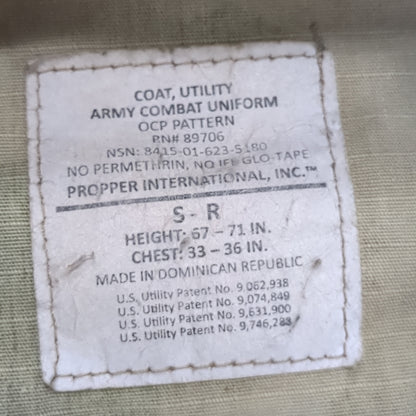 COAT, UTILITY
ARMY COMBAT UNIFORM
OCP PATTERN
P.N# 89706
NSN: 8415-01-623-5180
NO PERMETHRIN, NO IFF GLO-TAPE
PROPPER INTERNATIONAL, INC.™
S - R
HEIGHT: 67 – 71 IN.
CHEST: 33 – 36 IN.
MADE IN DOMINICAN REPUBLIC
U.S. Utility Patent No. 9,062,938
U.S. Utility Patent No. 9,074,849
U.S. Utility Patent No. 9,631,900
U.S. Utility Patent No. 9,746,288